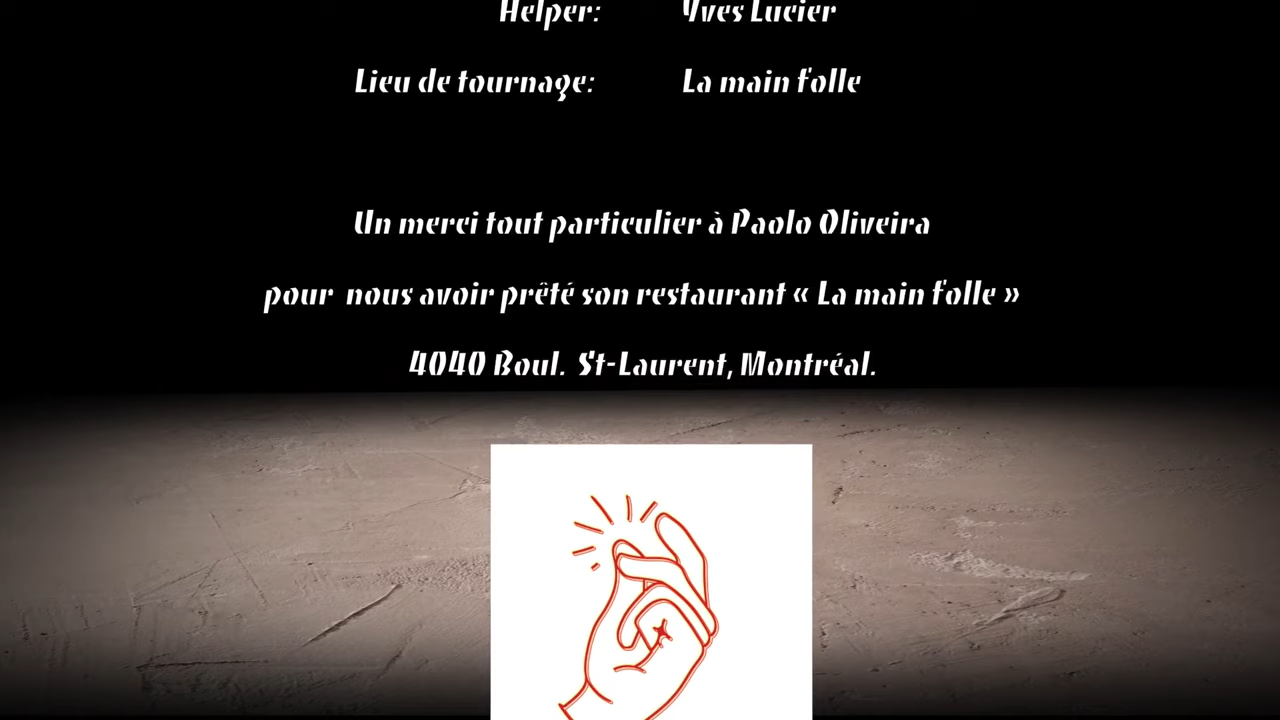 Helper: Yves Lucier
Lieu de tournage: La main folle
Un merci tout particulier à Paolo Oliveira
pour nous avoir prêté son restaurant « La main folle »
4040 Boul. St-Laurent, Montréal.